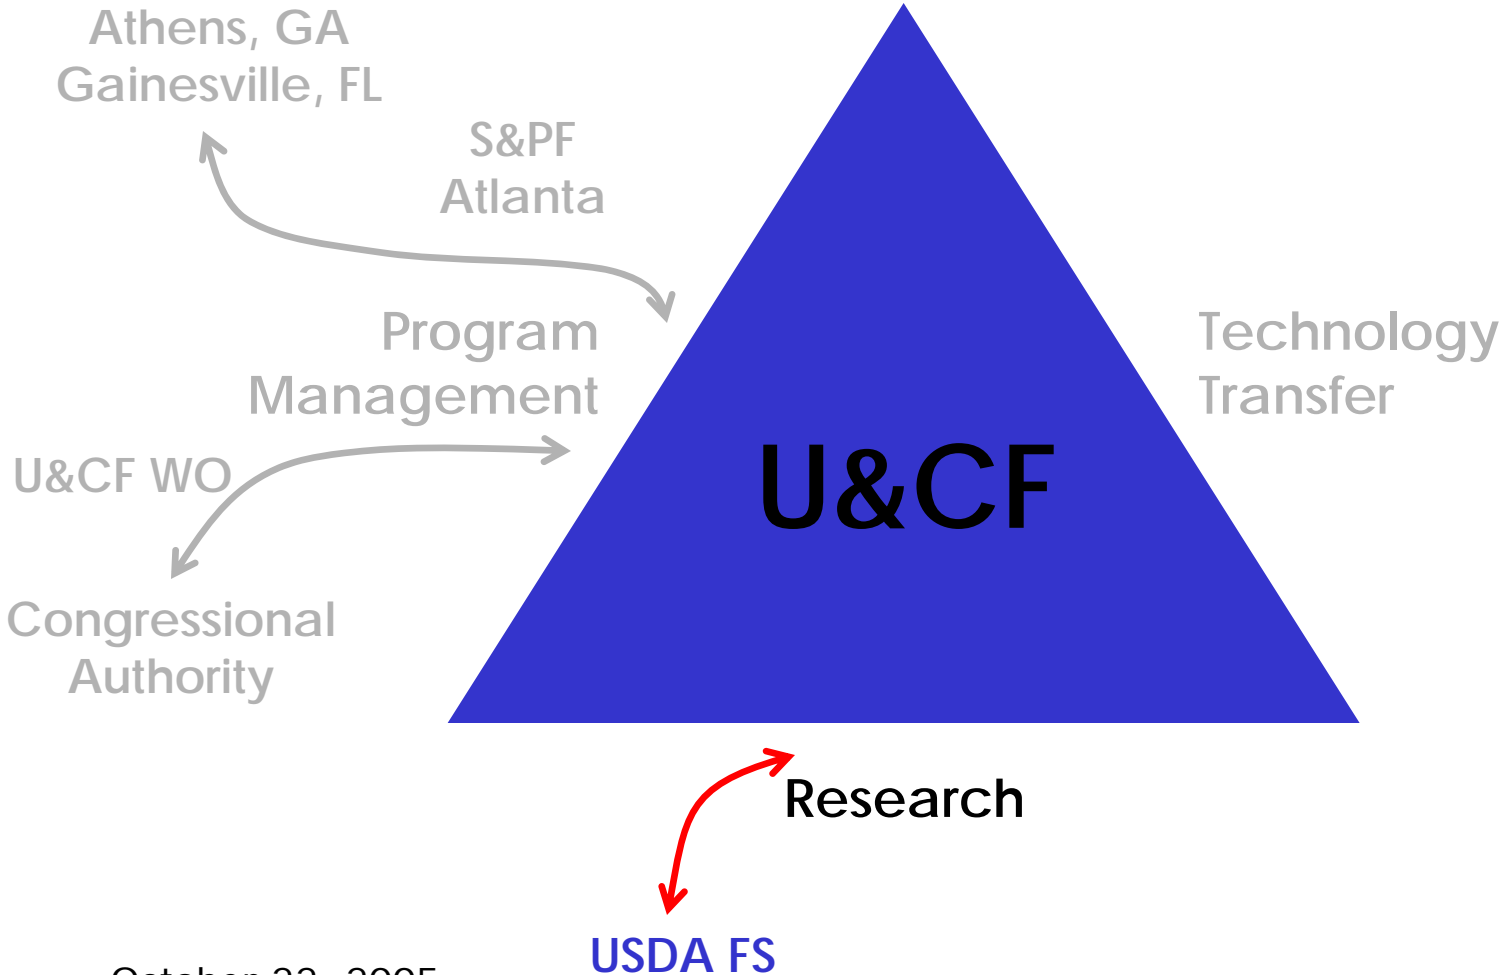 Athens, GA
Gainesville, FL
S&PF
Atlanta
Program
Management
Technology
Transfer
U&CF
U&CF WO
Congressional
Authority
Research
USDA FS